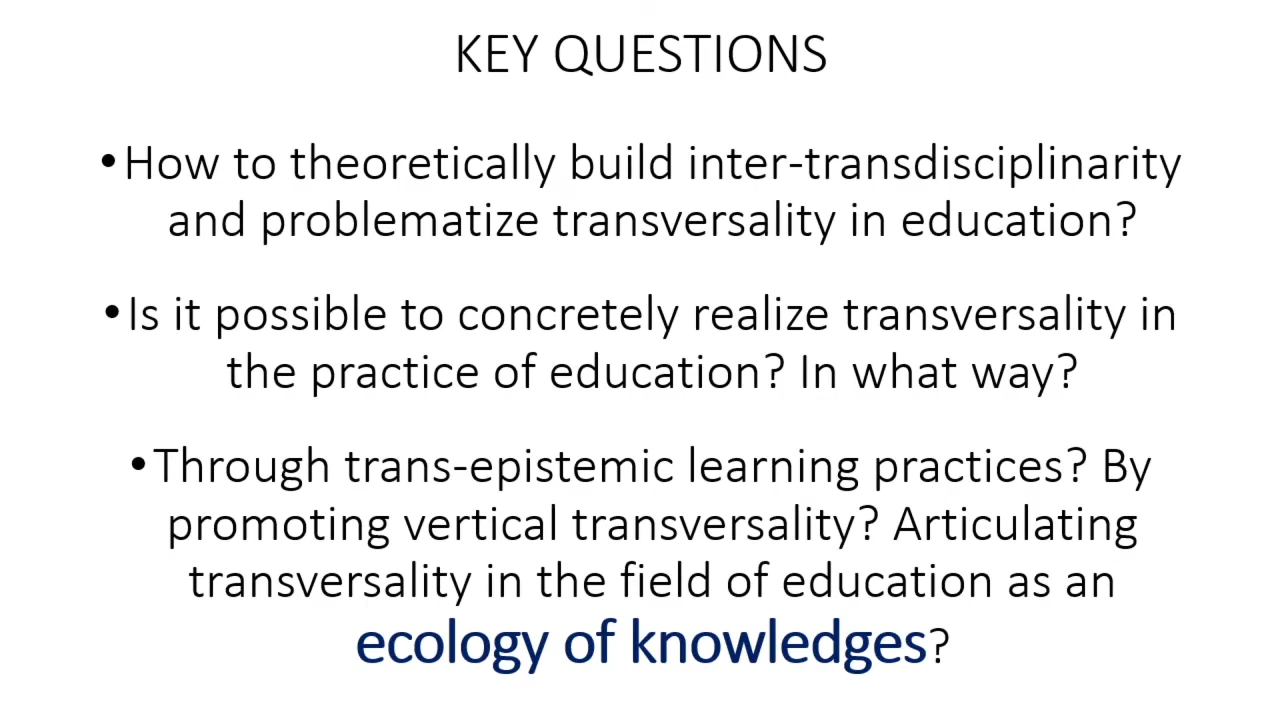 KEY QUESTIONS
•How to theoretically build inter-transdisciplinarity
and problematize transversality in education?
•Is it possible to concretely realize transversality in
the practice of education? In what way?
•Through trans-epistemic learning practices? By
promoting vertical transversality? Articulating
transversality in the field of education as an
ecology of knowledges?